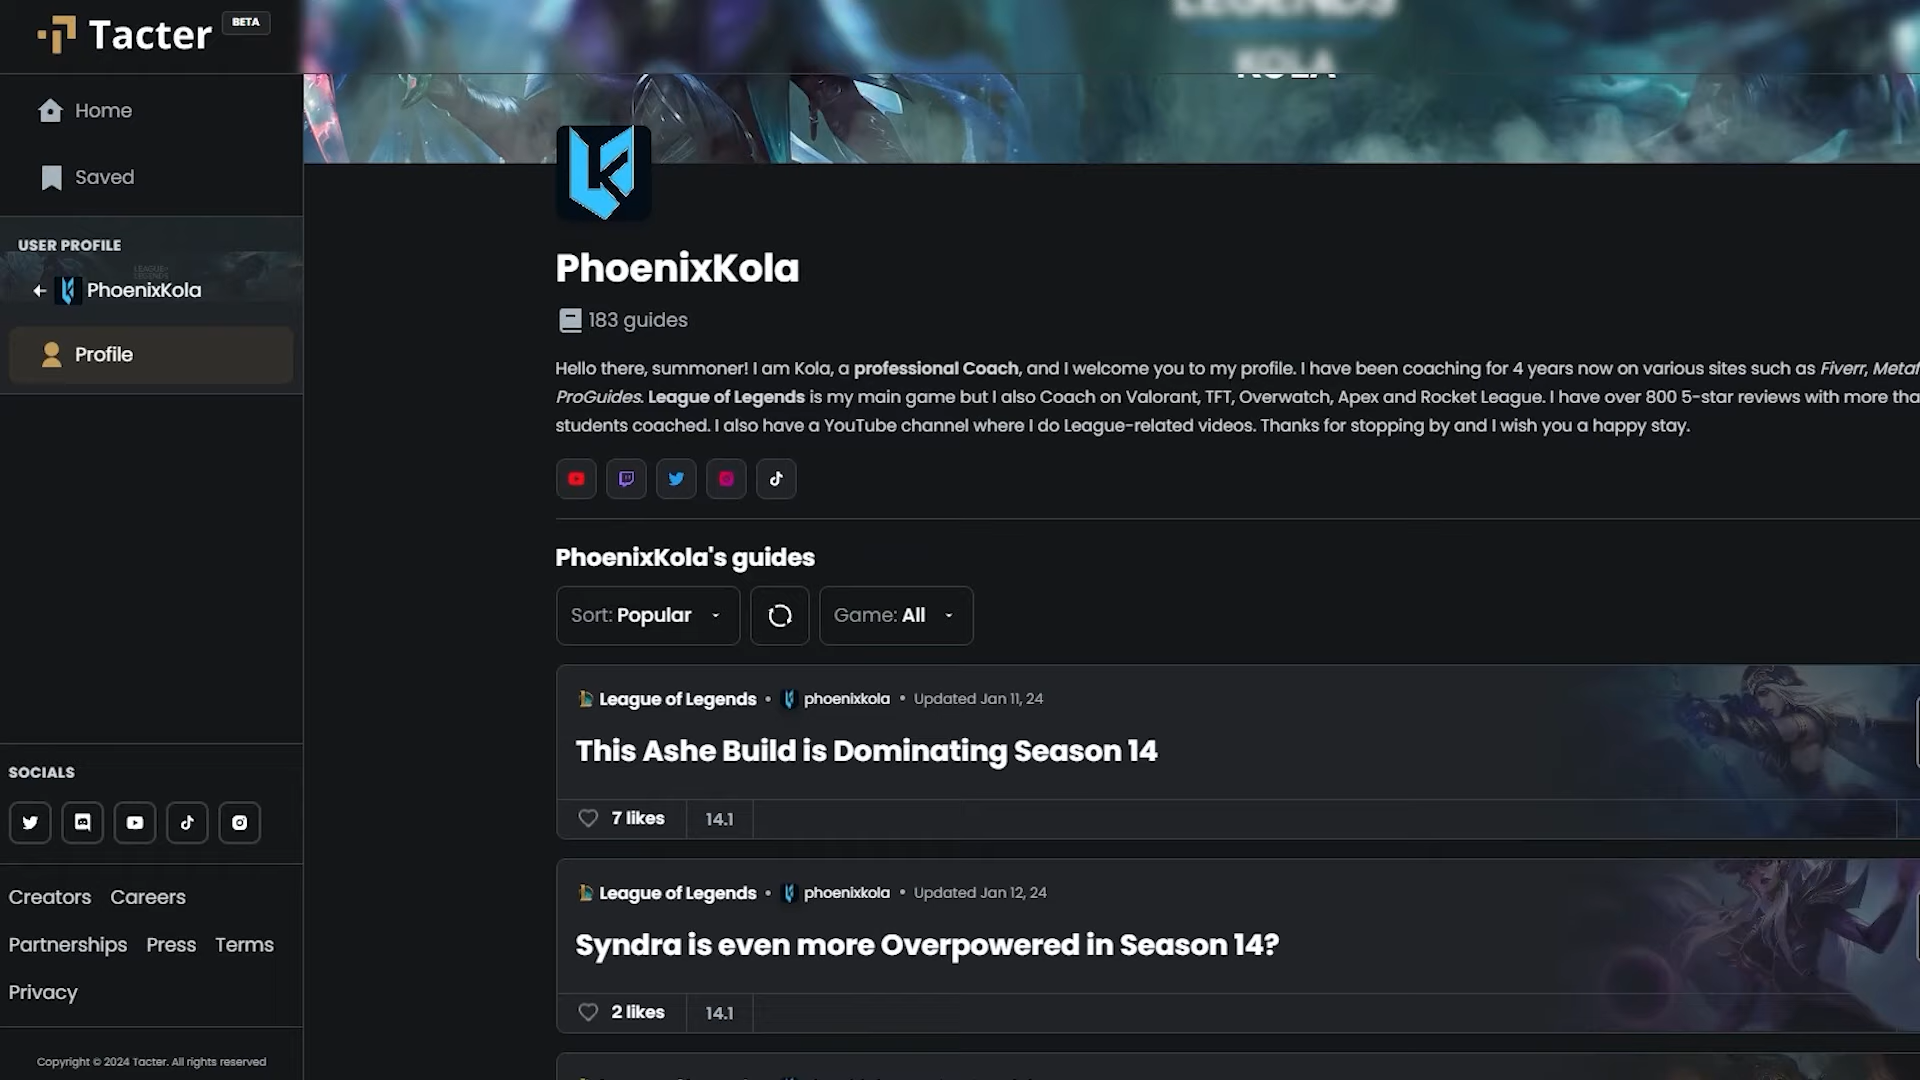 Tacter BETA
LEGENDS
KOLA
Home
Saved
USER PROFILE
LEAGUE of
LEGENDS
PhoenixKola
Profile
SOCIALS
Creators Careers
Partnerships Press Terms
Privacy
Copyright © 2024 Tacter. All rights reserved
PhoenixKola
183 guides
Hello there, summoner! I am Kola, a professional Coach, and I welcome you to my profile. I have been coaching for 4 years now on various sites such as Fiverr, Metaf
ProGuides. League of Legends is my main game but I also Coach on Valorant, TFT, Overwatch, Apex and Rocket League. I have over 800 5-star reviews with more tha
students coached. I also have a YouTube channel where I do League-related videos. Thanks for stopping by and I wish you a happy stay.
PhoenixKola's guides
Sort: Popular
Game: All
League of Legends • phoenixkola • Updated Jan 11, 24
This Ashe Build is Dominating Season 14
7 likes 14.1
League of Legends • phoenixkola • Updated Jan 12, 24
Syndra is even more Overpowered in Season 14?
2 likes 14.1